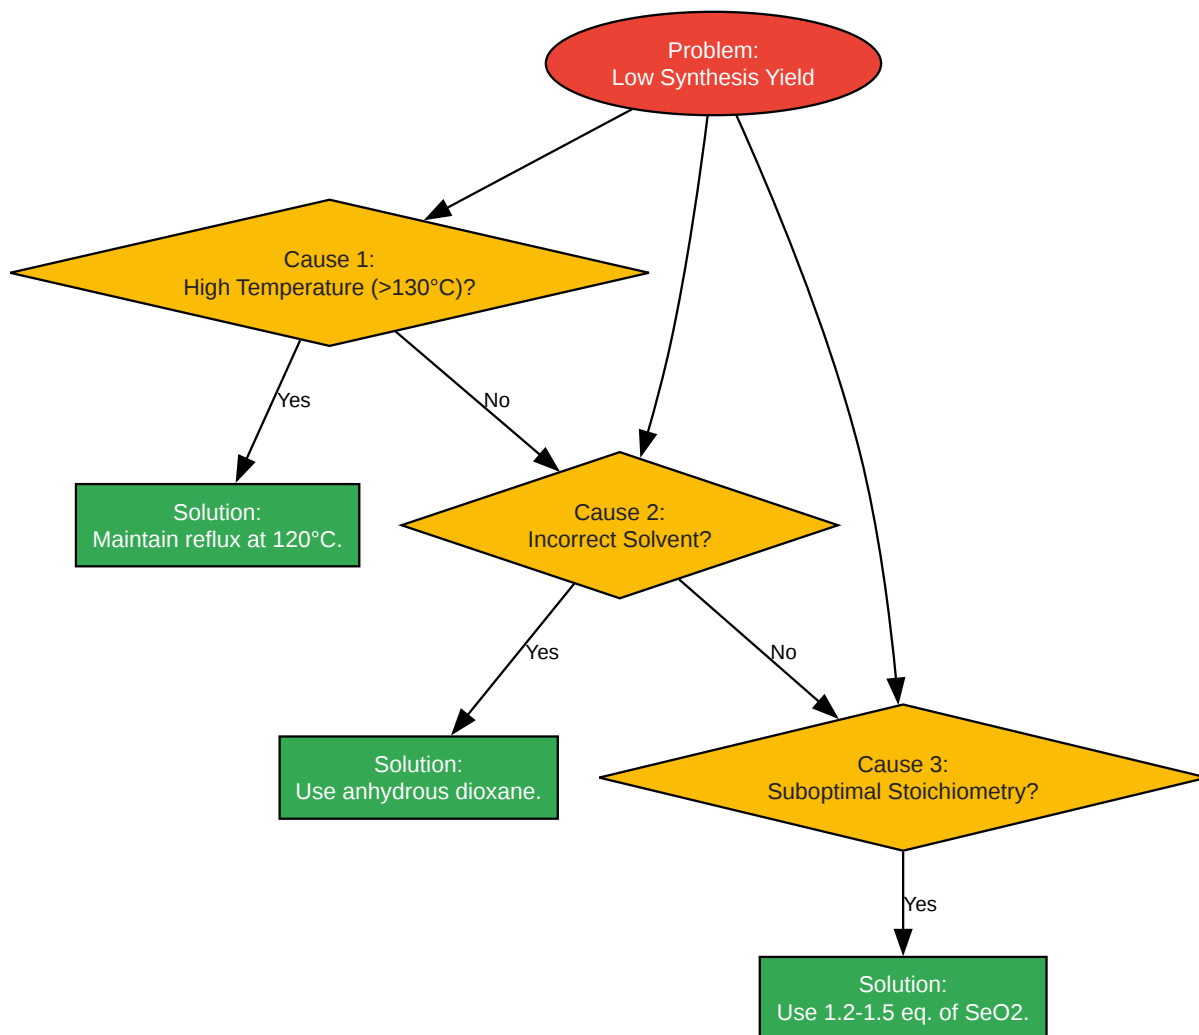 Problem:
Low Synthesis Yield
Cause 1:
High Temperature (>130°C)?
Yes
No
Solution:
Maintain reflux at 120°C.
Cause 2:
Incorrect Solvent?
Yes
No
Solution:
Use anhydrous dioxane.
Cause 3:
Suboptimal Stoichiometry?
Yes
Solution:
Use 1.2-1.5 eq. of SeO2.